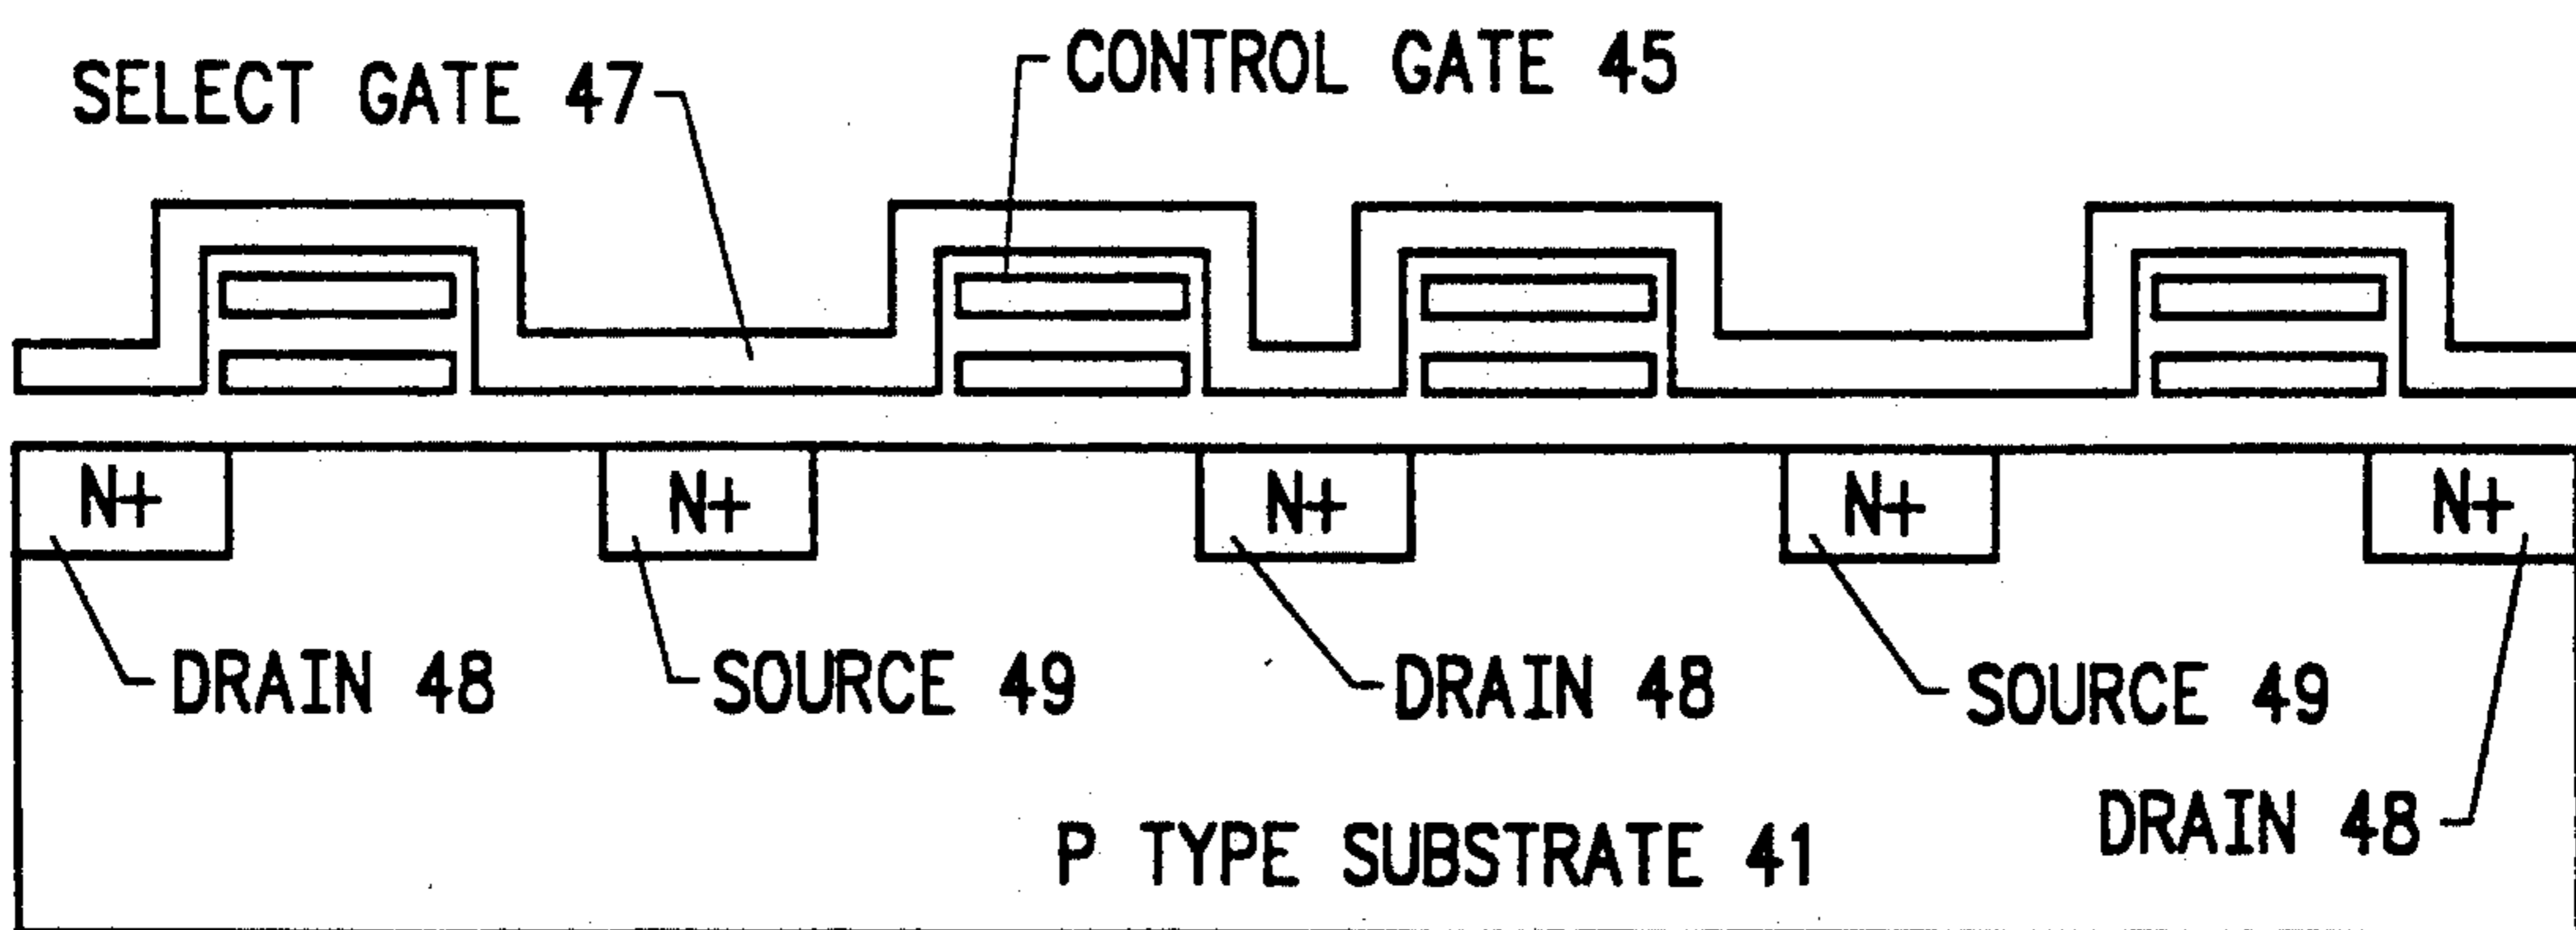 CONTROL GATE 45
SELECT GATE 47
N+ N+ N+ N+ N+
DRAIN 48 SOURCE 49 DRAIN 48 SOURCE 49
DRAIN 48
P TYPE SUBSTRATE 41